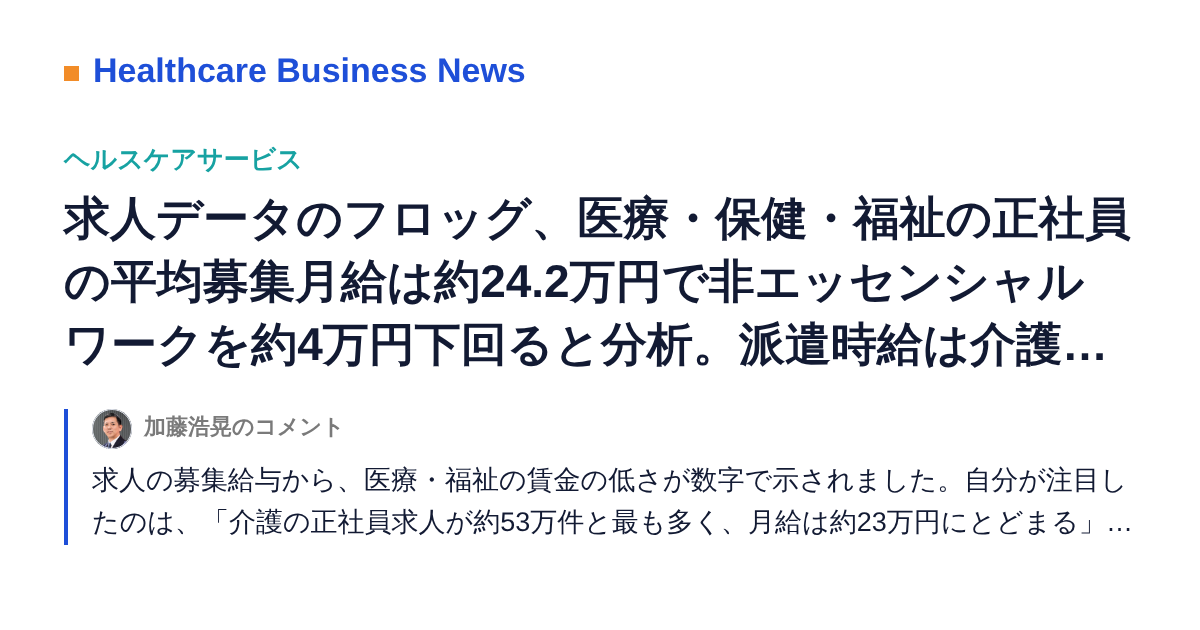 Healthcare Business News
ヘルスケアサービス
求人データのフロッグ、医療・保健・福祉の正社員
の平均募集月給は約24.2万円で非エッセンシャル
ワークを約4万円下回ると分析。派遣時給は介護…
加藤浩晃のコメント
求人の募集給与から、医療・福祉の賃金の低さが数字で示されました。自分が注目し
たのは、「介護の正社員求人が約53万件と最も多く、月給は約23万円にとどまる」…